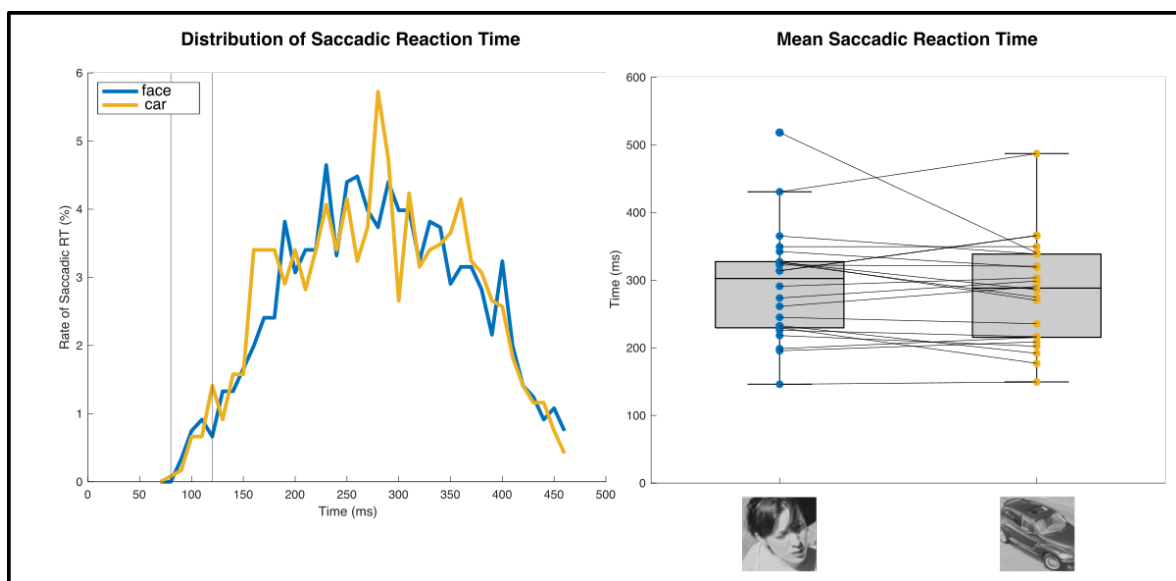 Distribution of Saccadic Reaction Time
6
5
4
3
2
1
0
Rate of Saccadic RT (%)
face
car
0 50 100 150 200 250 300 350 400 450 500
Time (ms)
Mean Saccadic Reaction Time
600
500
400
300
200
100
0
Time (ms)